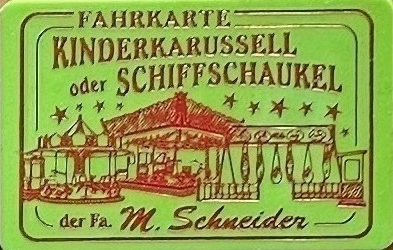 FAHRKARTE
KINDERKARUSSELL
oder SCHIFFSCHAUKEL
der Fa. M. Schneider